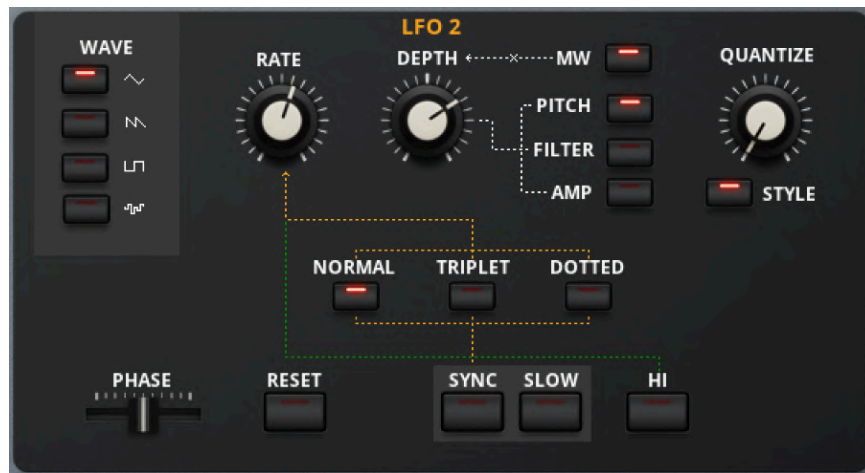 LFO 2
WAVE
RATE
DEPTH
MW
QUANTIZE
PITCH
FILTER
AMP
STYLE
NORMAL TRIPLET DOTTED
PHASE RESET SYNC SLOW HI